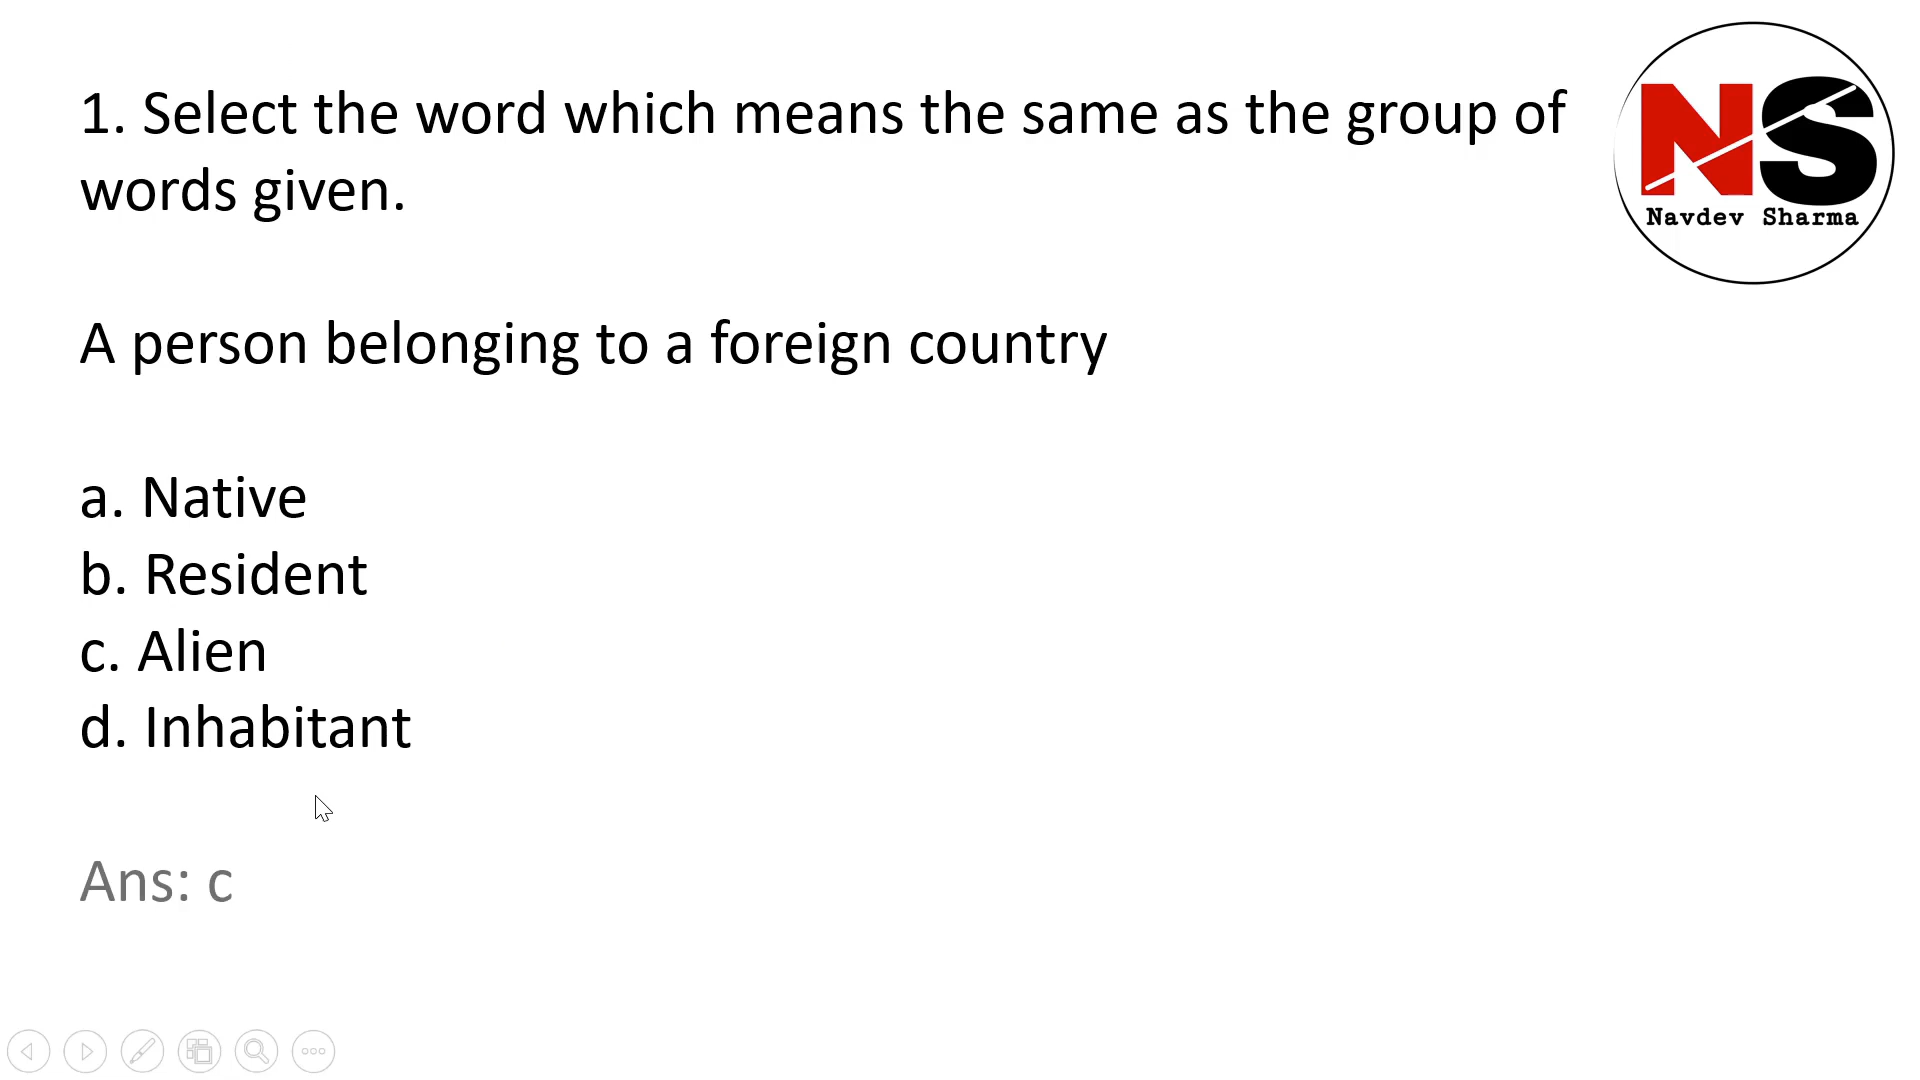 1. Select the word which means the same as the group of
words given.
A person belonging to a foreign country
a. Native
b. Resident
c. Alien
d. Inhabitant
Ans: c
NS
Navdev Sharma